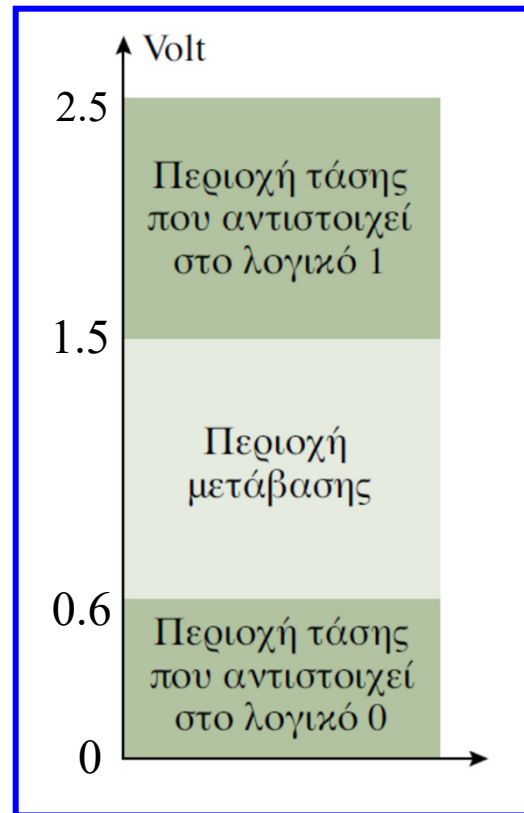 Volt
2.5
Περιοχή τάσης
που αντιστοιχεί
στο λογικό 1
1.5
Περιοχή
μετάβασης
0.6
Περιοχή τάσης
που αντιστοιχεί
στο λογικό 0
0